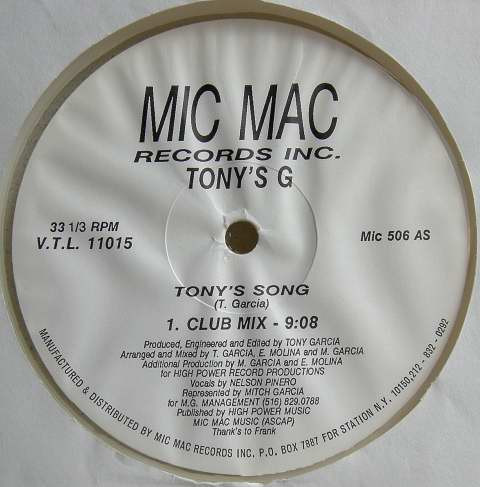 MIC MAC
RECORDS INC.
TONY'S G
33 1/3 RPM
V.T.L. 11015
Mic 506 AS
TONY'S SONG
(T. Garcia)
1. CLUB MIX - 9:08
Produced, Engineered and Edited by TONY GARCIA
Arranged and Mixed by T. GARCIA, E. MOLINA and M. GARCIA
Additional Production by M. GARCIA and E. MOLINA
for HIGH POWER RECORD PRODUCTIONS
Vocals by NELSON PINERO
Represented by MITCH GARCIA
for M.G. MANAGEMENT (516) 829.0788
Published by HIGH POWER MUSIC
MIC MAC MUSIC (ASCAP)
Thank's to Frank
MANUFACTURED & DISTRIBUTED BY MIC MAC RECORDS INC. P.O. BOX 7887 FDR STATION N.Y. 10150,212 - 832 - 0292